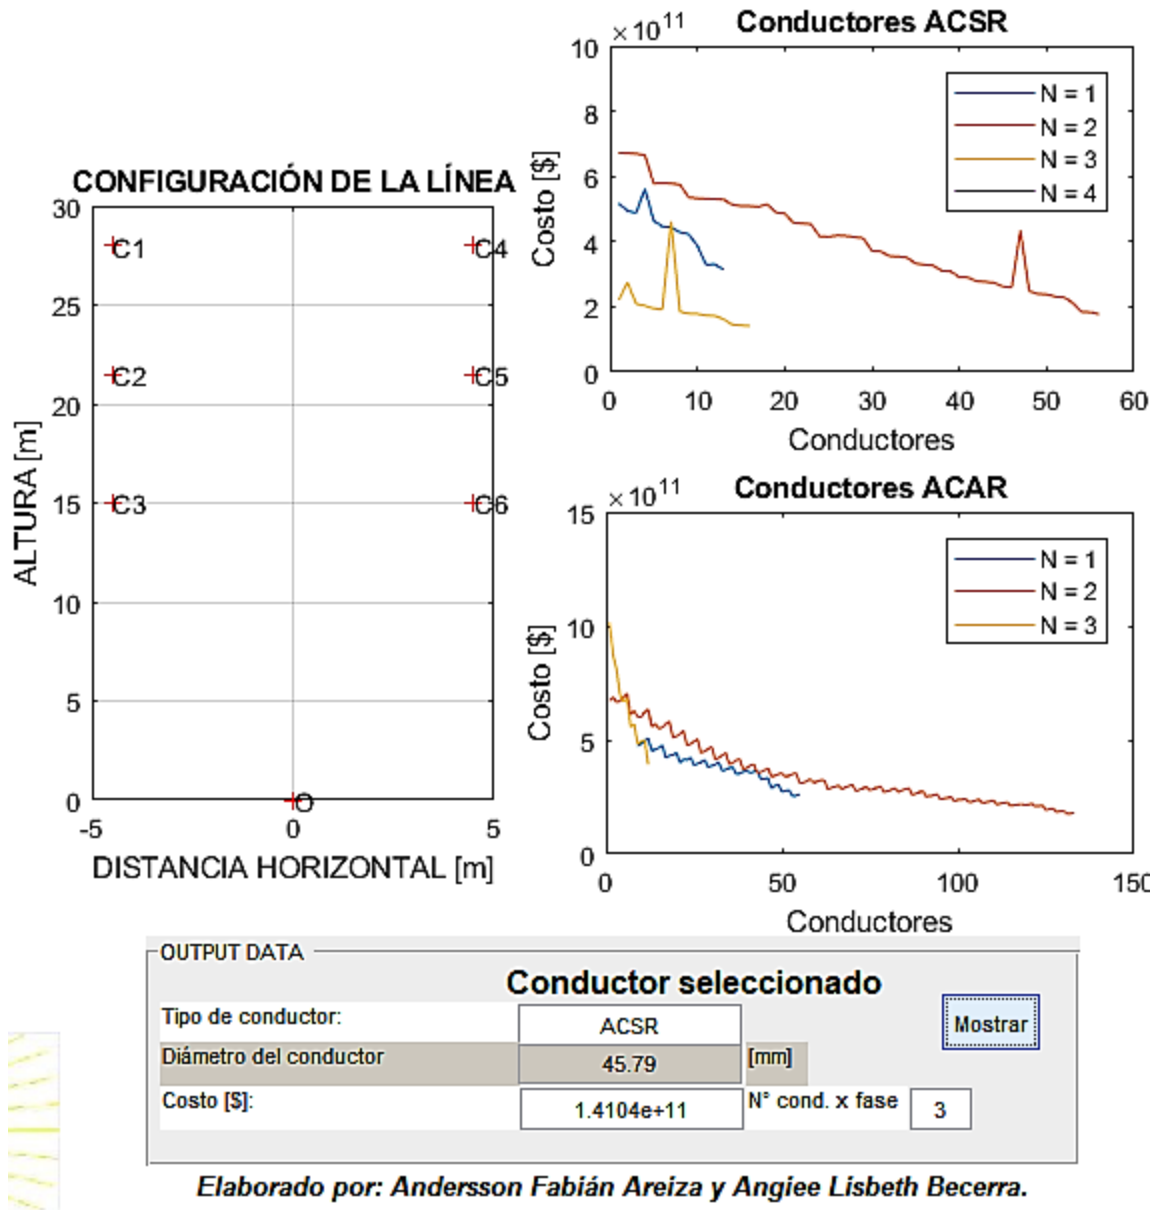 CONFIGURACIÓN DE LA LÍNEA
30
25
20
15
10
5
0
ALTURA [m]
C1
C4
C2
C5
C3
C6
O
-5
0
5
DISTANCIA HORIZONTAL [m]
Conductores ACSR
×10^11
10
8
6
4
2
0
Costo [$]
N = 1
N = 2
N = 3
N = 4
0 10 20 30 40 50 60
Conductores
Conductores ACAR
×10^11
15
10
5
0
Costo [$]
N = 1
N = 2
N = 3
0 50 100 150
Conductores
OUTPUT DATA
Conductor seleccionado
Tipo de conductor: ACSR
Mostrar
Diámetro del conductor 45.79 [mm]
Costo [$]: 1.4104e+11 N° cond. x fase 3
Elaborado por: Andersson Fabián Areiza y Angiee Lisbeth Becerra.